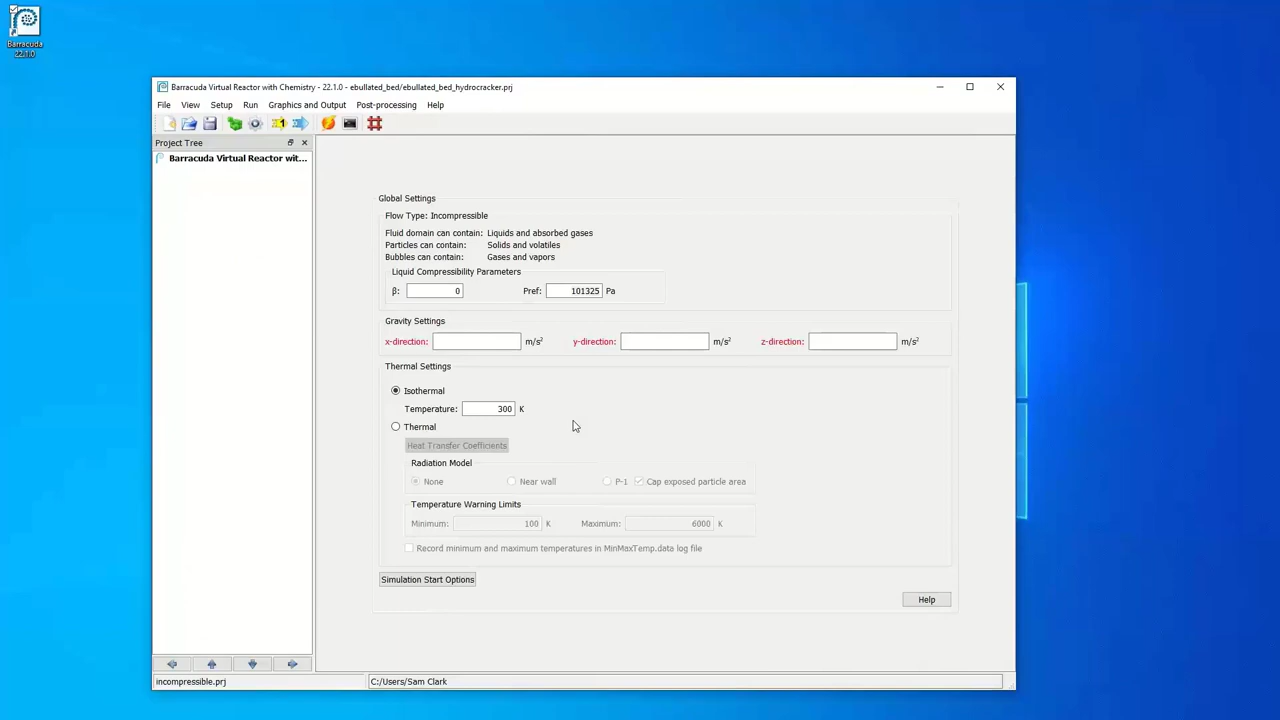 Barracuda
22.1.0
Barracuda Virtual Reactor with Chemistry - 22.1.0 - ebullated_bed/ebullated_bed_hydrocracker.prj
File View Setup Run Graphics and Output Post-processing Help
1
Project Tree
Barracuda Virtual Reactor wit...
Global Settings
Flow Type: Incompressible
Fluid domain can contain: Liquids and absorbed gases
Particles can contain: Solids and volatiles
Bubbles can contain: Gases and vapors
Liquid Compressibility Parameters
β: 0 Pref: 101325 Pa
Gravity Settings
x-direction: m/s² y-direction: m/s² z-direction: m/s²
Thermal Settings
Isothermal
Temperature: 300 K
Thermal
Heat Transfer Coefficients
Radiation Model
None Near wall P-1 Cap exposed particle area
Temperature Warning Limits
Minimum: 100 K Maximum: 6000 K
Record minimum and maximum temperatures in MinMaxTemp.data log file
Simulation Start Options
Help
incompressible.prj C:/Users/Sam Clark